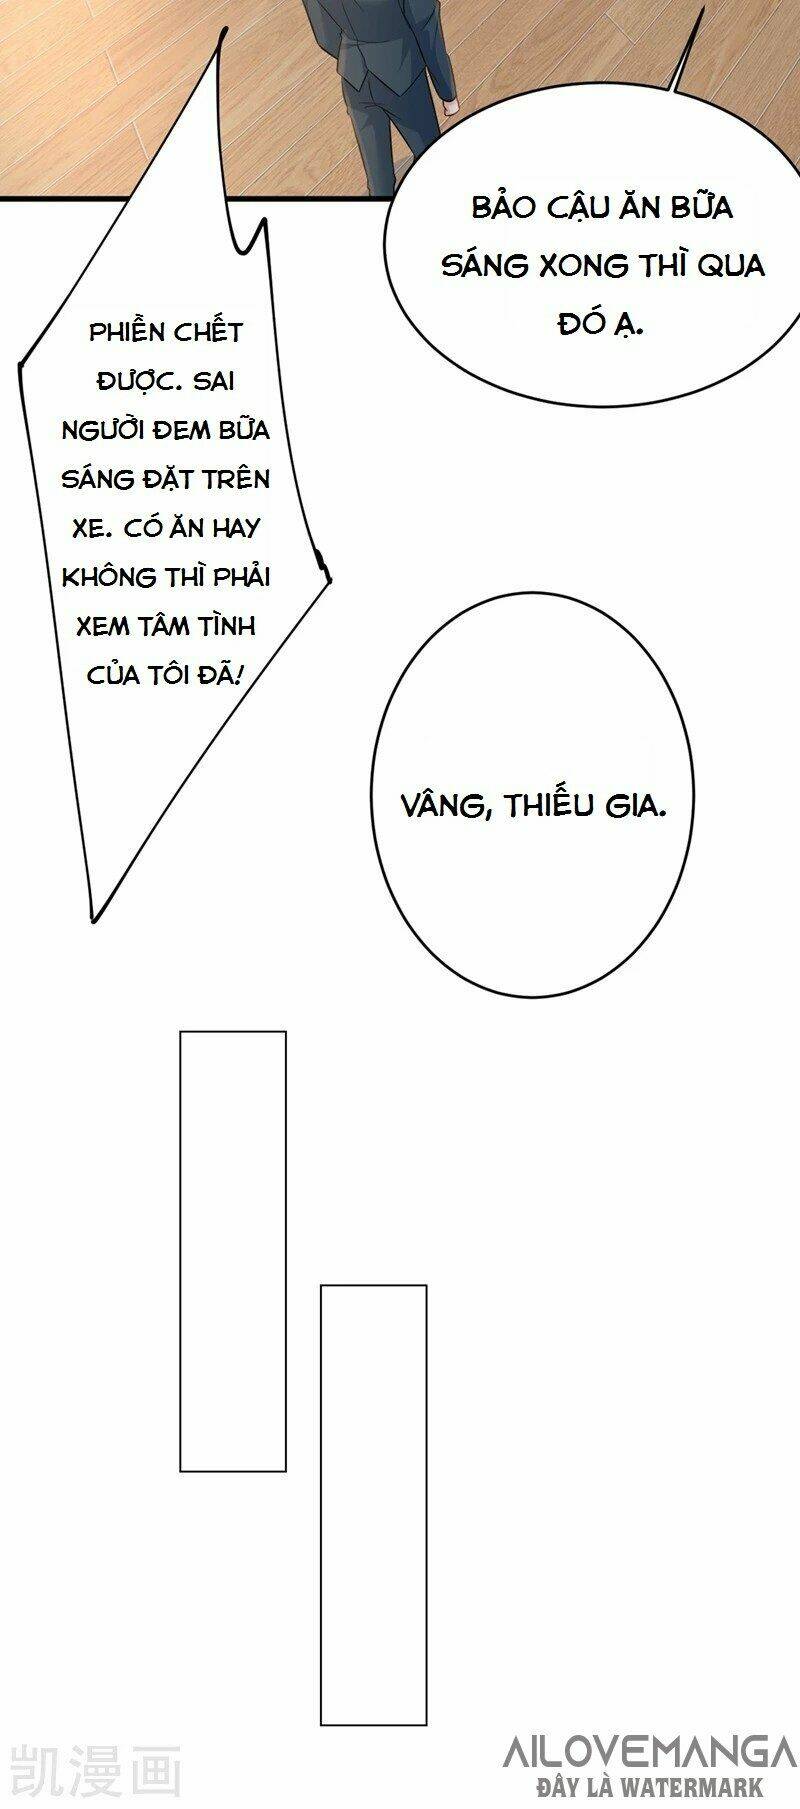 BẢO CẬU ĂN BỮA
SÁNG XONG THÌ QUA
ĐÓ Ạ.
PHIỀN CHẾT
ĐƯỢC. SAI
NGƯỜI ĐEM BỮA
SÁNG ĐẶT TRÊN
XE. CÓ ĂN HAY
KHÔNG THÌ PHẢI
XEM TÂM TÌNH
CỦA TÔI ĐÃ!
VÂNG, THIẾU GIA.
凯漫画
AILOVEMANGA
ĐÂY LÀ WATERMARK